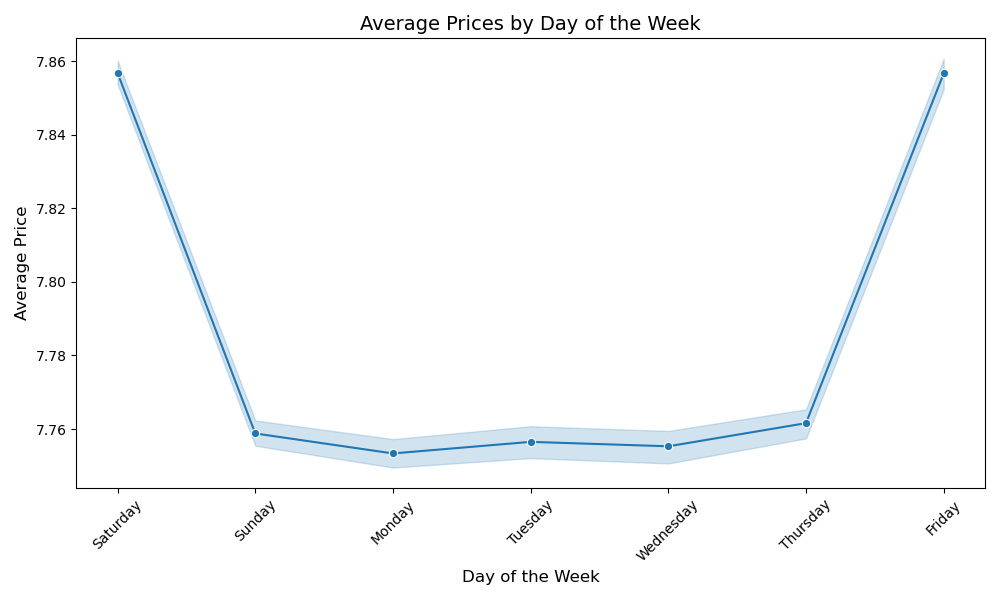 Average Prices by Day of the Week
Average Price
7.86
7.84
7.82
7.80
7.78
7.76
Saturday
Sunday
Monday
Tuesday
Wednesday
Thursday
Friday
Day of the Week